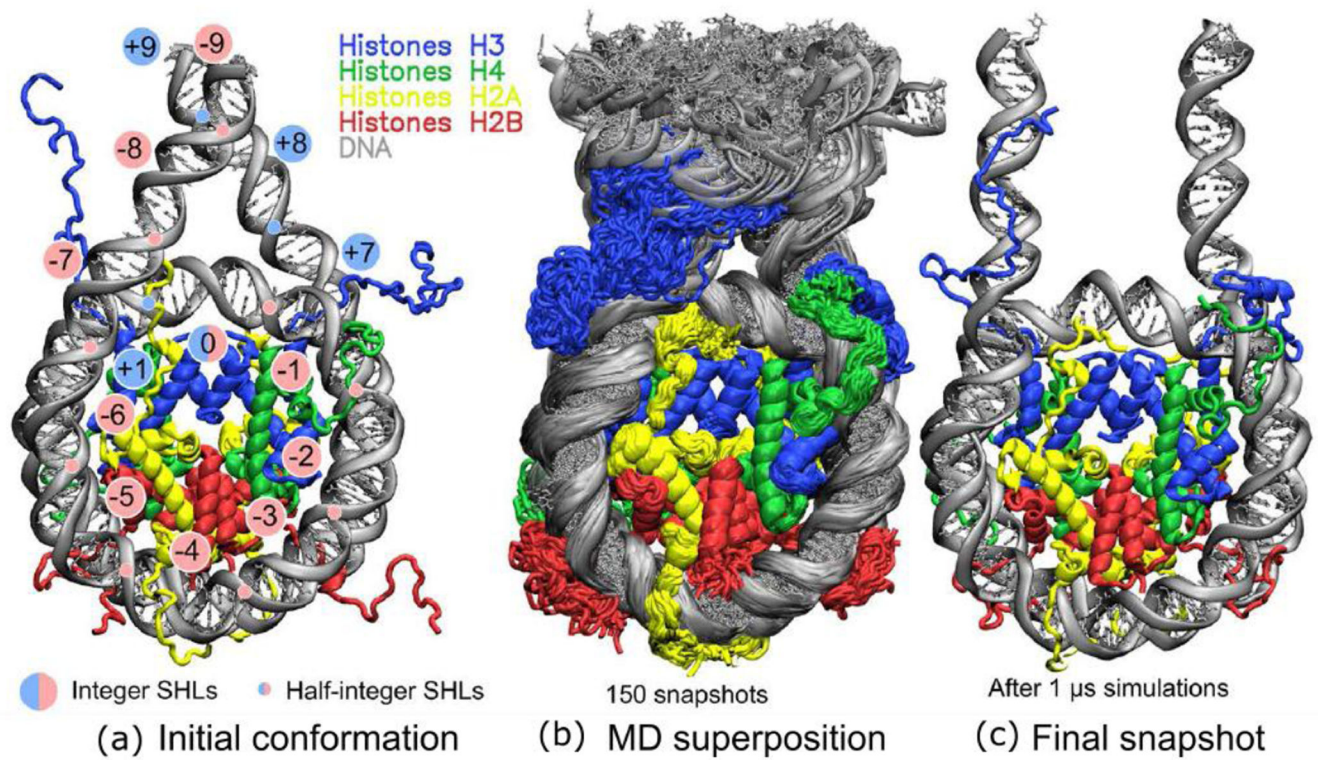 +9
-9
Histones H3
Histones H4
Histones H2A
Histones H2B
DNA
-8
+8
-7
+7
0
+1
-1
-6
-2
-5
-3
-4
Integer SHLs
Half-integer SHLs
150 snapshots
After 1 μs simulations
(a) Initial conformation
(b) MD superposition
(c) Final snapshot